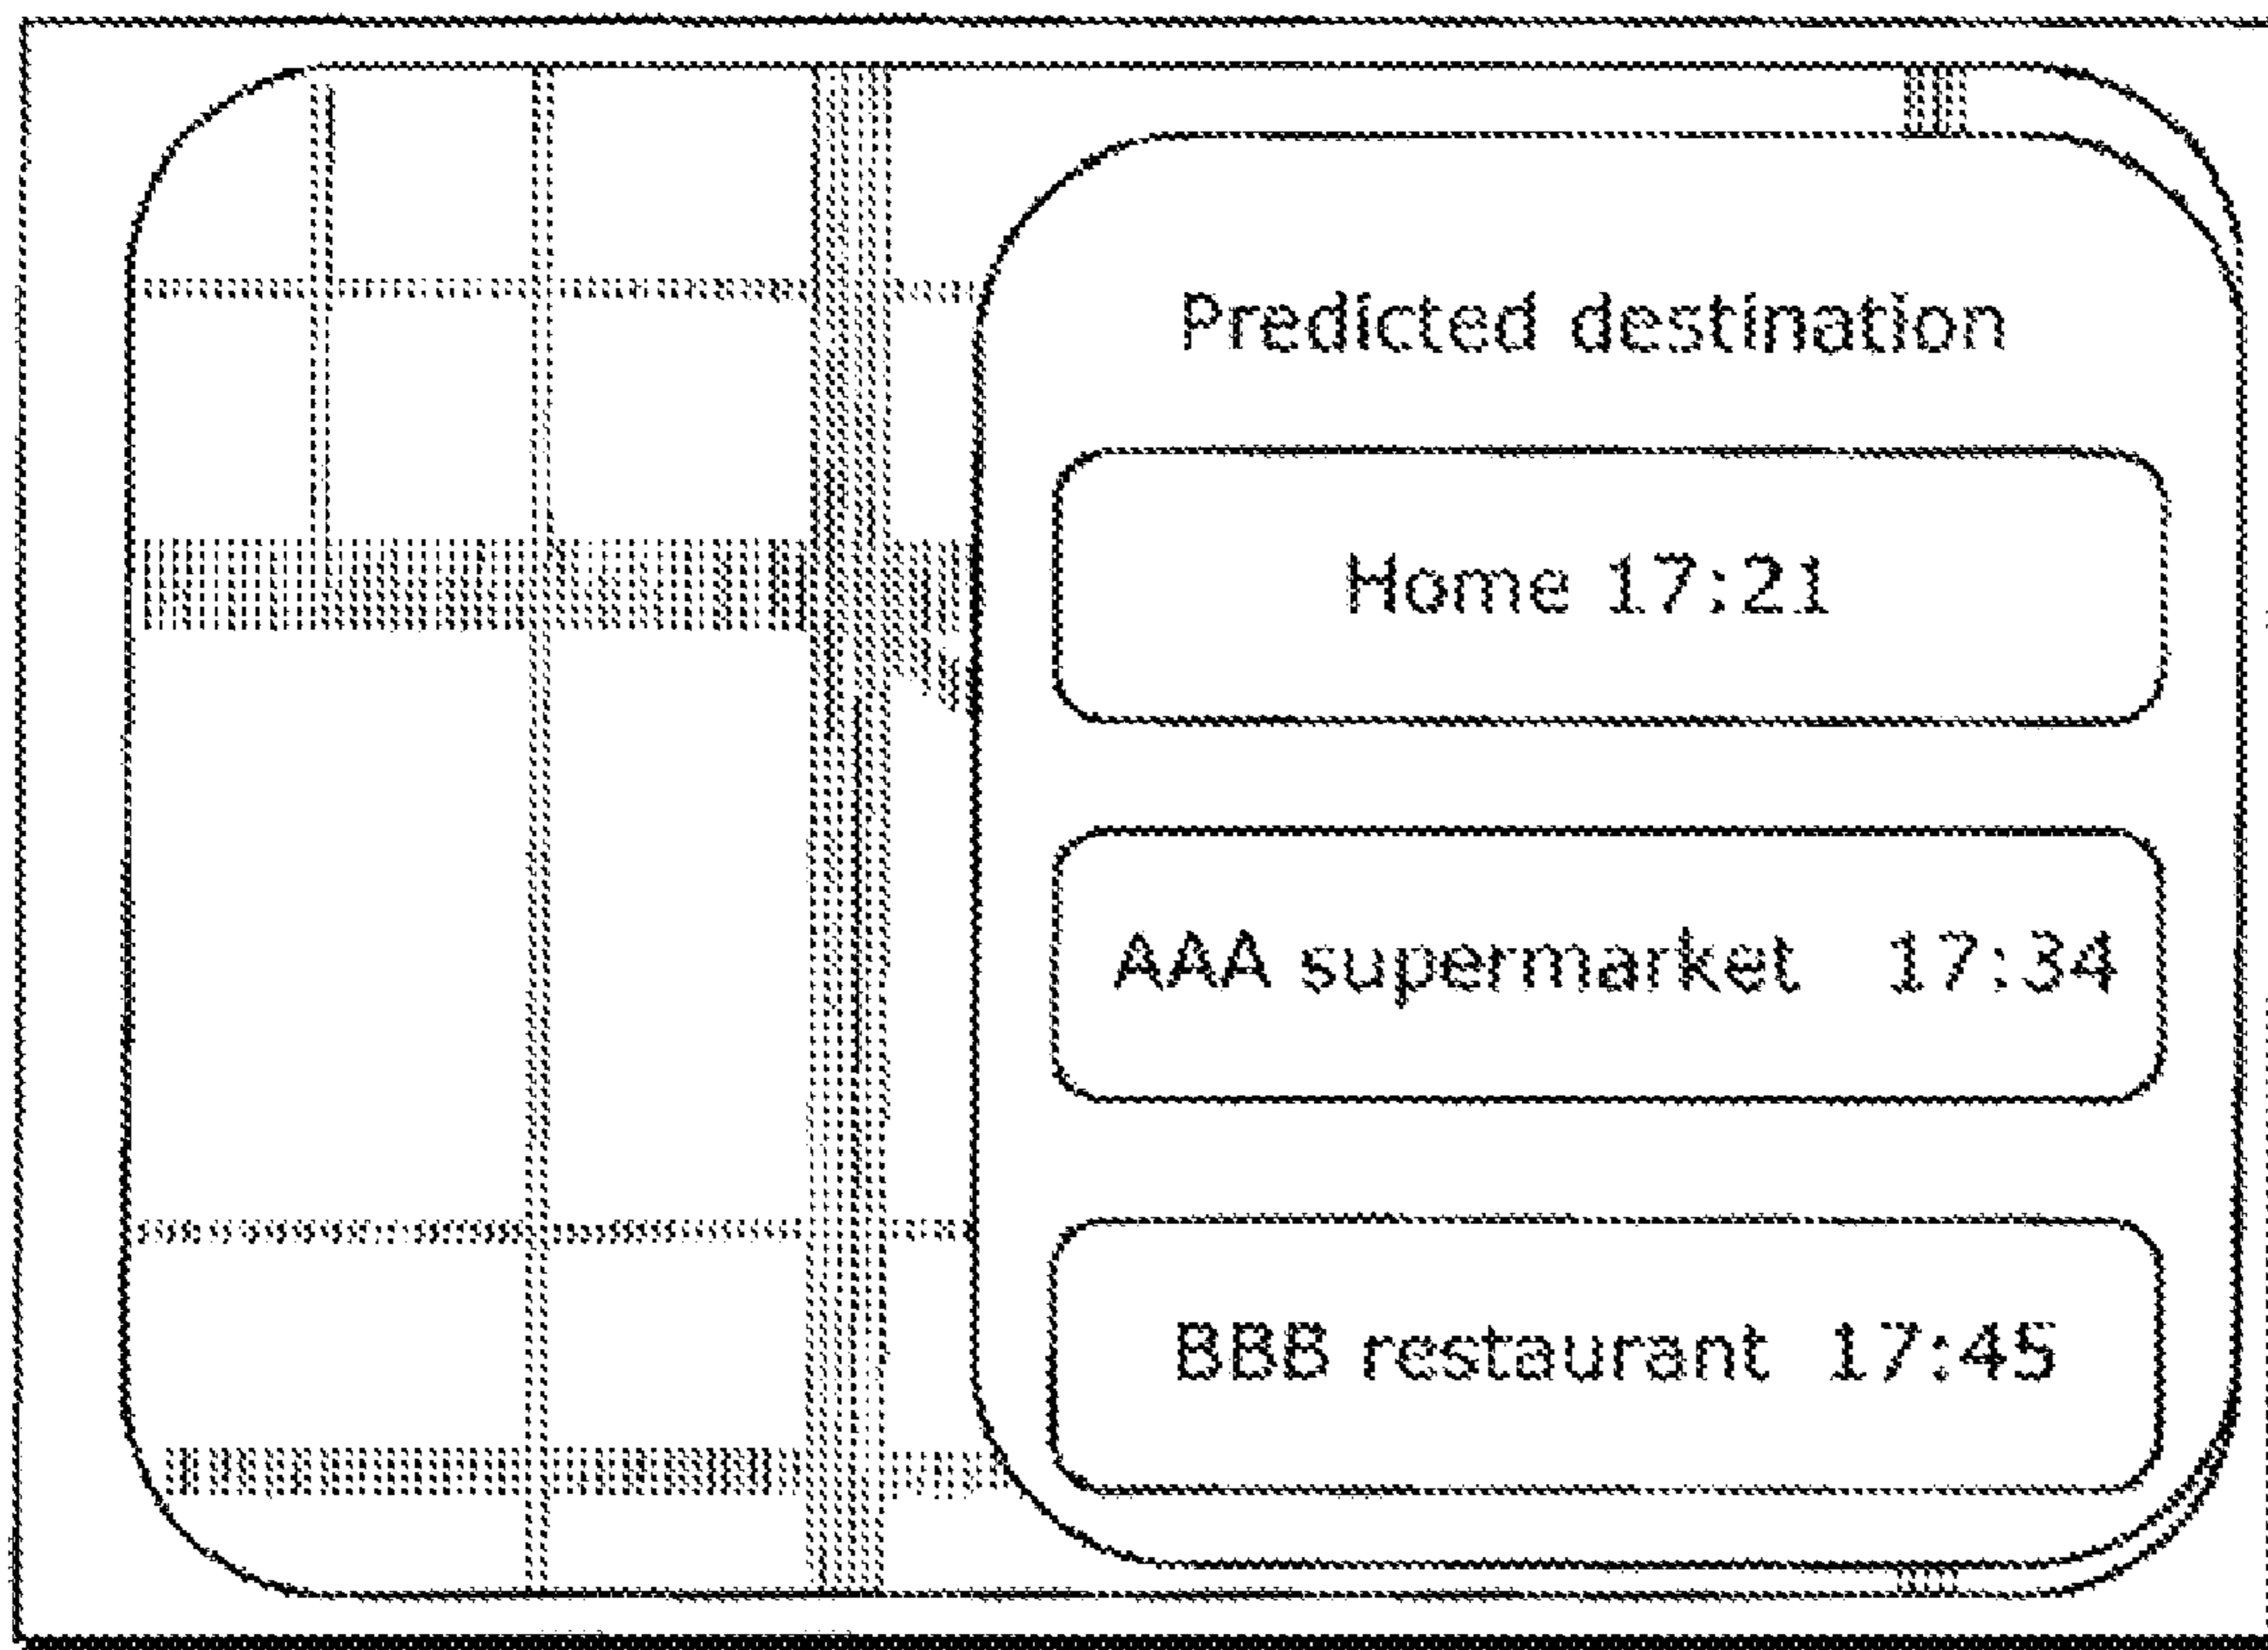 Predicted destination
Home 17:21
AAA supermarket 17:34
BBB restaurant 17:45